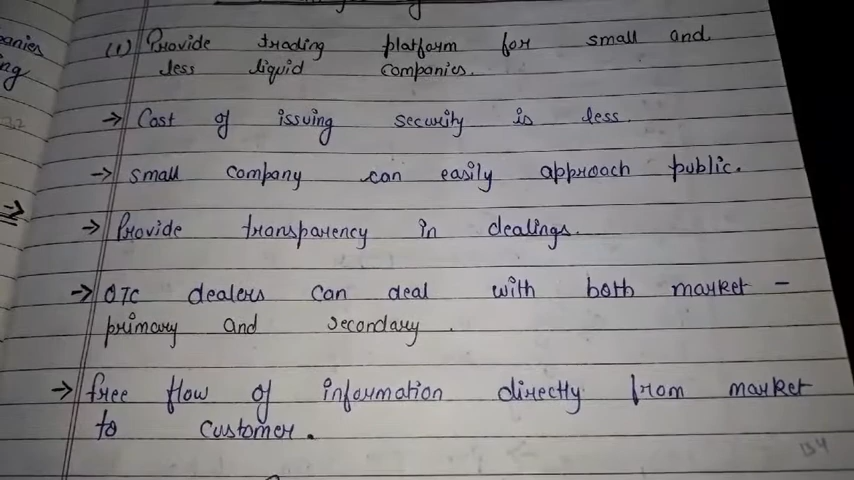 (1) Provide trading platform for small and
less liquid companies.
→ Cost of issuing security is less.
→ small company can easily approach public.
→ Provide transparency in dealings.
→ OTC dealers can deal with both market -
primary and secondary.
→ free flow of information directly from market
to customer.